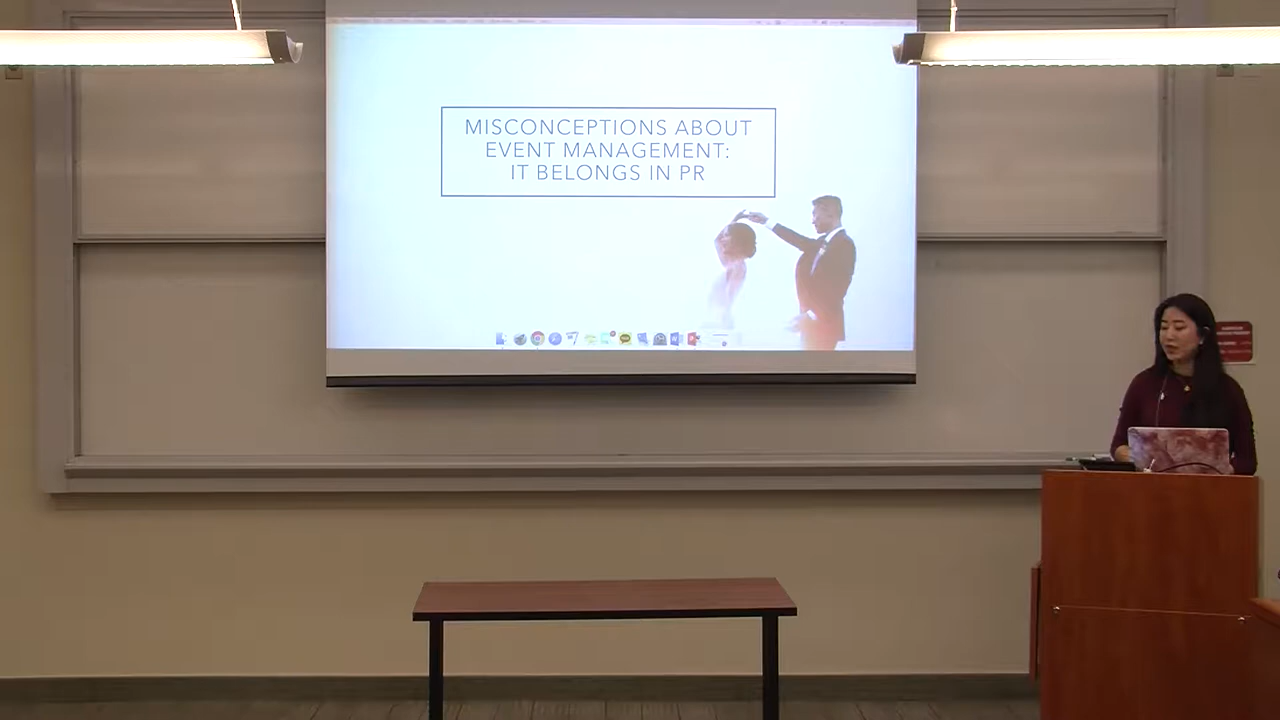 MISCONCEPTIONS ABOUT
EVENT MANAGEMENT:
IT BELONGS IN PR